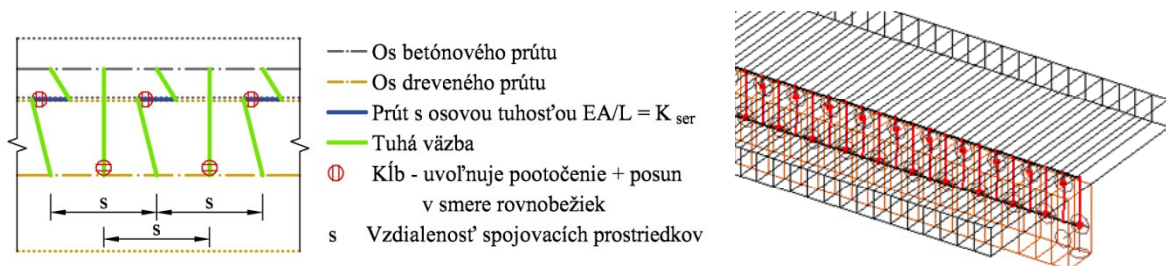 s
s
s
Os betónového prútu
Os dreveného prútu
Prút s osovou tuhosťou EA/L = K ser
Tuhá väzba
Kĺb - uvoľnuje pootočenie + posun
v smere rovnobežiek
s Vzdialenosť spojovacích prostriedkov